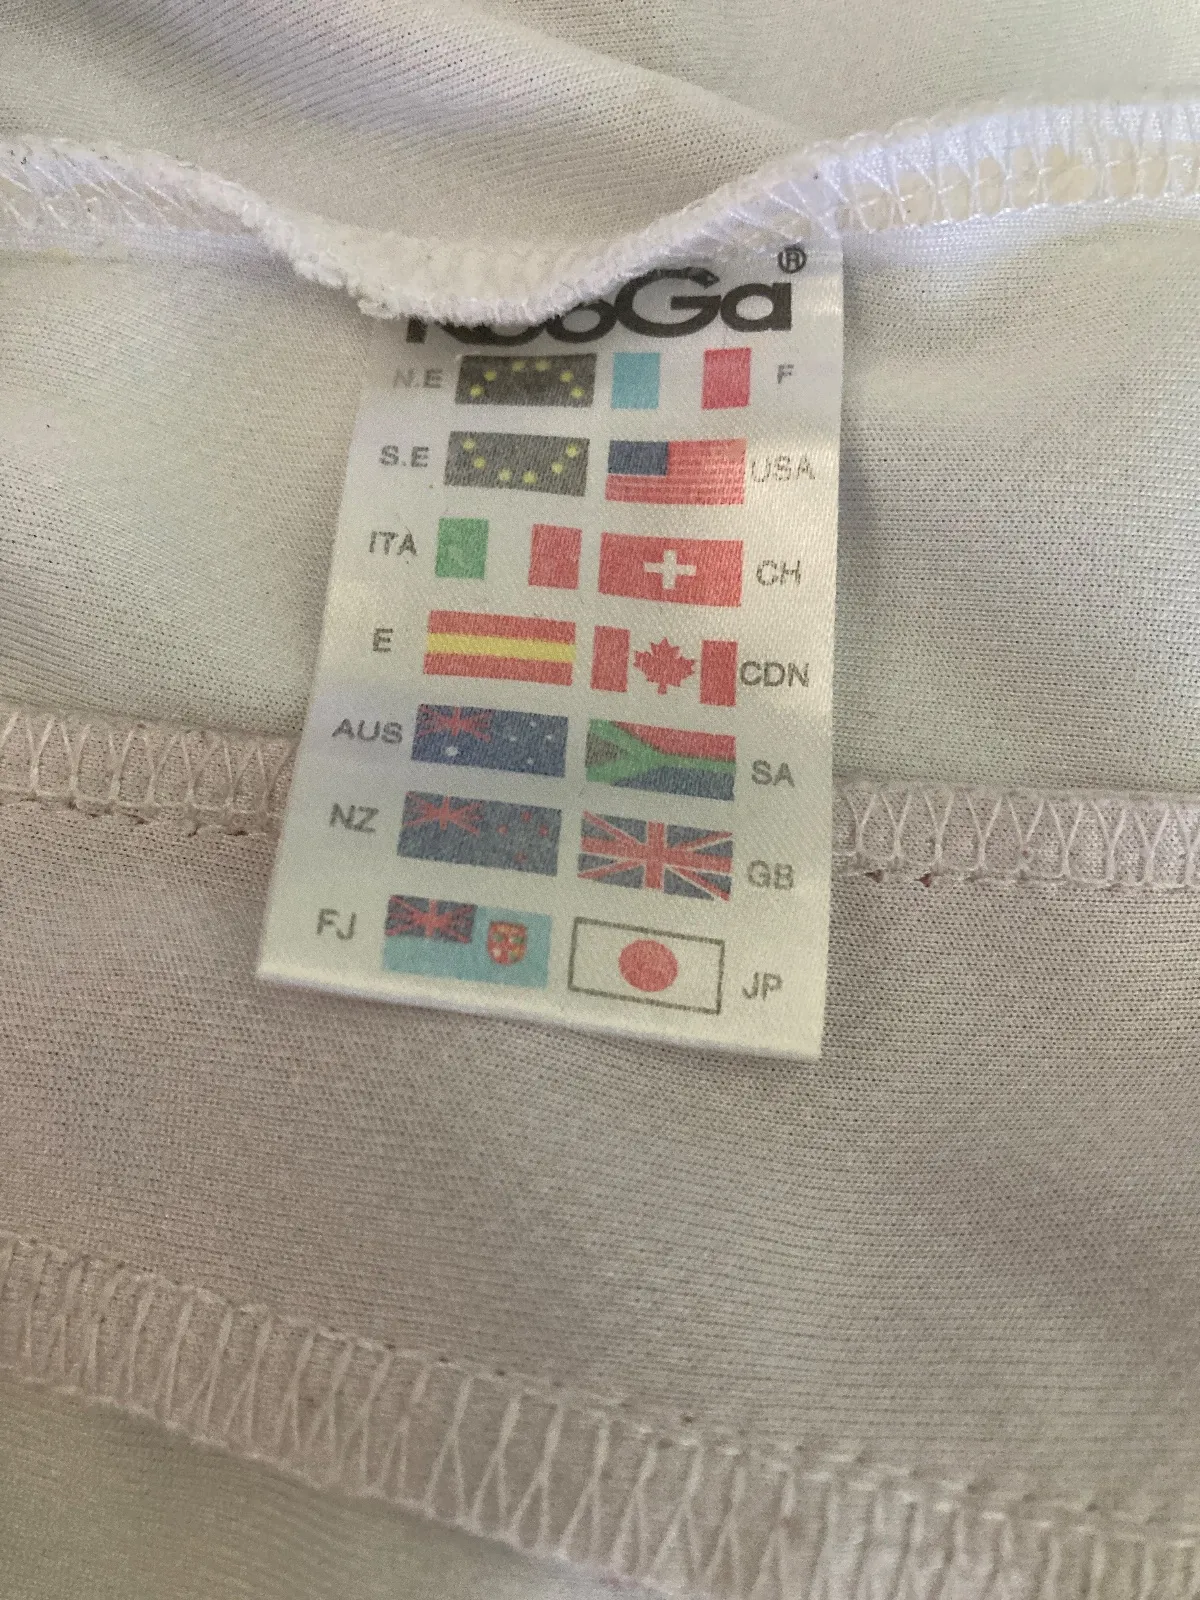 KooGa®
N.E F
S.E USA
ITA CH
E CDN
AUS SA
NZ GB
FJ JP